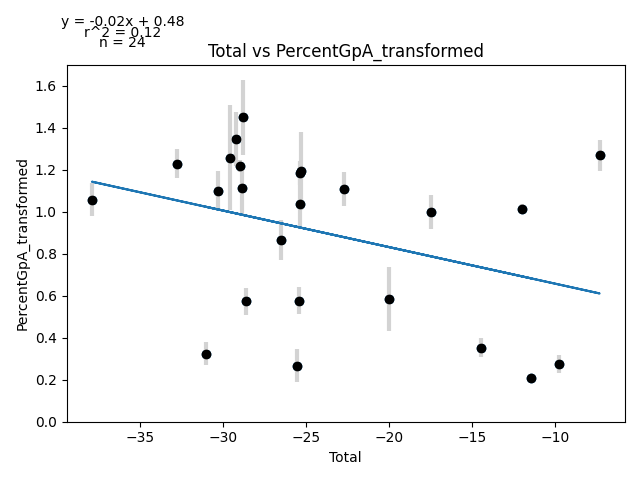 y = -0.02x + 0.48
r^2 = 0.12
n = 24
Total vs PercentGpA_transformed
PercentGpA_transformed
1.6
1.4
1.2
1.0
0.8
0.6
0.4
0.2
0.0
−35
−30
−25
−20
−15
−10
Total